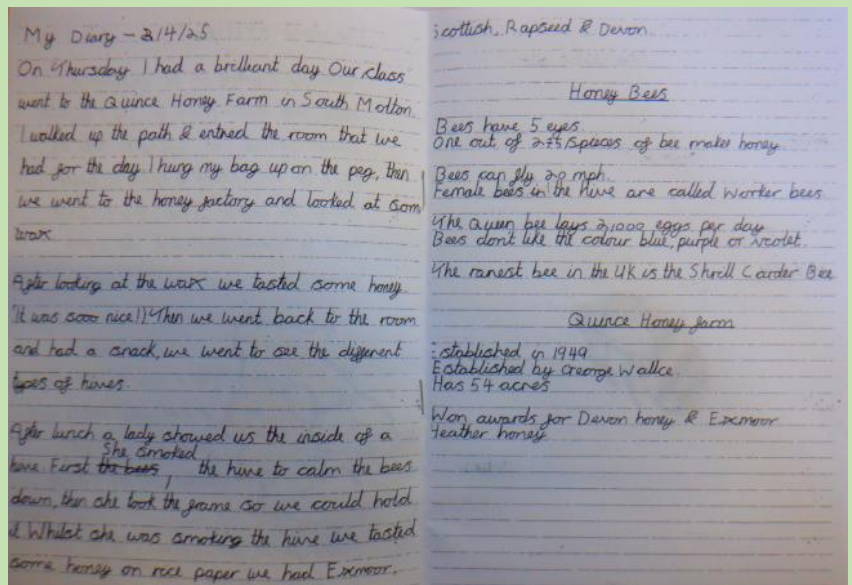 My Diary - 3/4/25
On Thursday I had a brilliant day Our class
went to the Quince Honey Farm in South Molton.
I walked up the path & entred the room that we
had for the day I hung my bag up on the peg, then
we went to the honey factory and looked at som
wax
After looking at the wax we tasted some honey
(It was sooo nice!) Then we went back to the room
and had a snack, we went to see the different
types of hives.
After lunch a lady showed us the inside of a
hive. First the bees, She smoked the hive to calm the bees
down, then she took the frame so we could hold
it. Whilst she was smoking the hive we tasted
some honey on rice paper we had Exmoor,
Scottish, Rapseed & Devon
Honey Bees
Bees have 5 eyes
One out of 275 spieces of bee makes honey
Bees can fly 20 mph.
Female bees in the hive are called worker bees
The Queen bee lays 2,000 eggs per day
Bees dont like the colour blue, purple or violet.
The rarest bee in the UK is the Shrill Carder Bee
Quince Honey farm
Established in 1949
Established by George Wallce.
Has 54 acres
Won awards for Devon honey & Exmoor
Heather honey